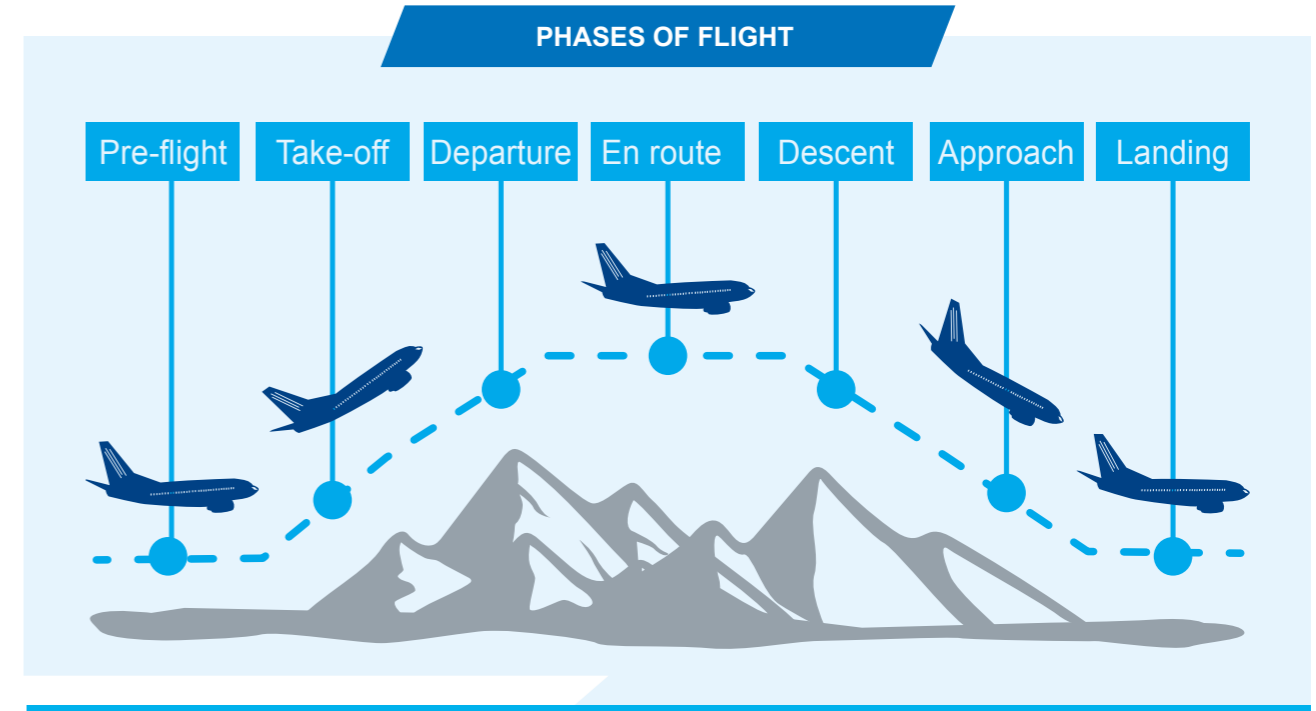 PHASES OF FLIGHT
Pre-flight
Take-off
Departure
En route
Descent
Approach
Landing